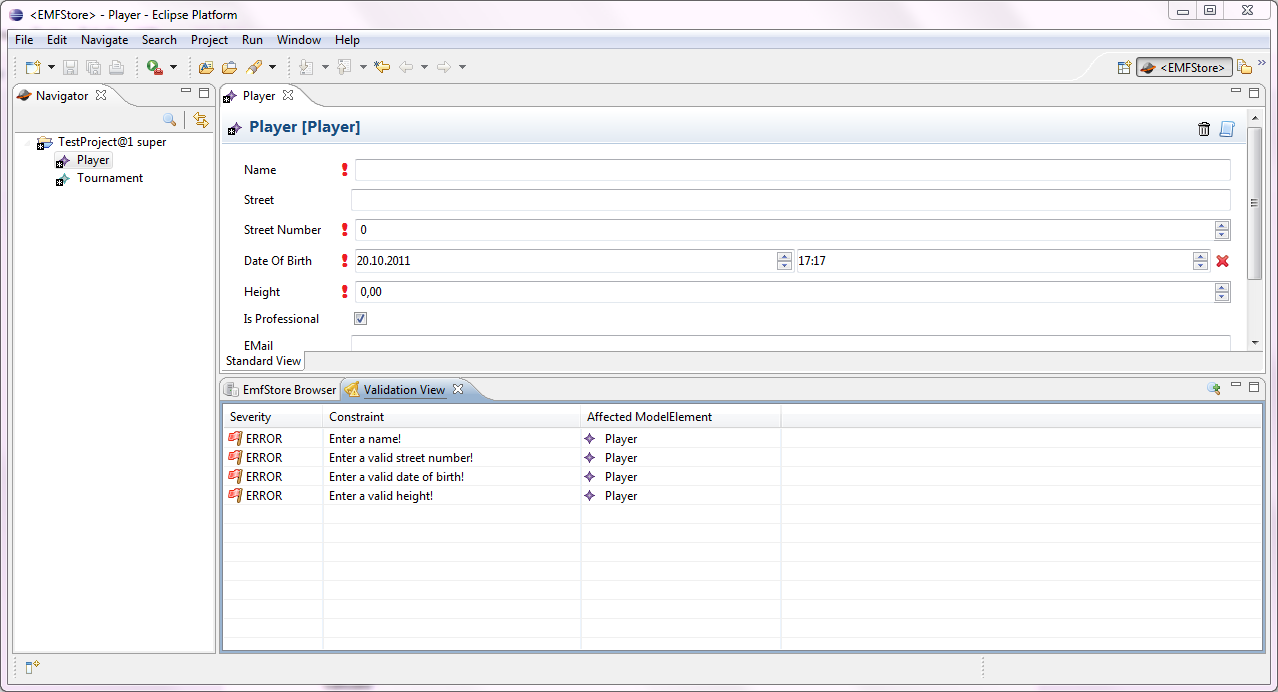 <EMFStore> - Player - Eclipse Platform
File Edit Navigate Search Project Run Window Help
<EMFStore>
Navigator
TestProject@1 super
Player
Tournament
Player
Player [Player]
Name
Street
Street Number 0
Date Of Birth 20.10.2011 17:17
Height 0,00
Is Professional
EMail
Standard View
EmfStore Browser Validation View
Severity Constraint Affected ModelElement
ERROR Enter a name! Player
ERROR Enter a valid street number! Player
ERROR Enter a valid date of birth! Player
ERROR Enter a valid height! Player